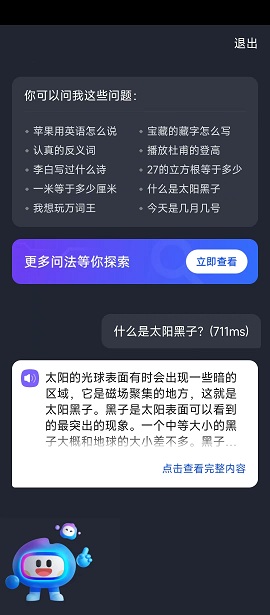 退出
你可以问我这些问题：
苹果用英语怎么说
宝藏的藏字怎么写
认真的反义词
播放杜甫的登高
李白写过什么诗
27的立方根等于多少
一米等于多少厘米
什么是太阳黑子
我想玩万词王
今天是几月几号
更多问法等你探索
立即查看
什么是太阳黑子？(711ms)
太阳的光球表面有时会出现一些暗的
区域，它是磁场聚集的地方，这就是
太阳黑子。黑子是太阳表面可以看到
的最突出的现象。一个中等大小的黑
子大概和地球的大小差不多。黑子…
点击查看完整内容